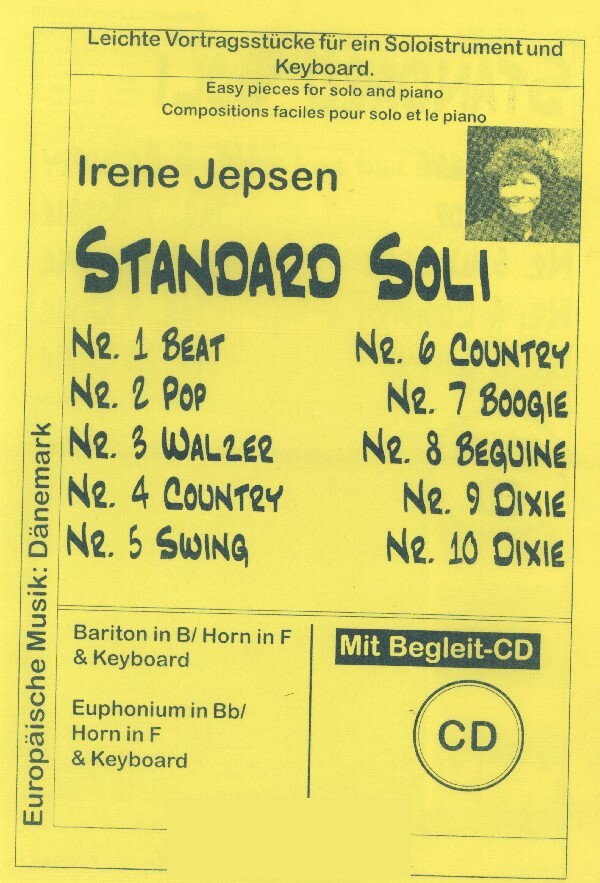 Leichte Vortragsstücke für ein Soloistrument und
Keyboard.
Easy pieces for solo and piano
Compositions faciles pour solo et le piano
Irene Jepsen
STANDARD SOLI
NR. 1 BEAT
NR. 2 POP
NR. 3 WALZER
NR. 4 COUNTRY
NR. 5 SWING
NR. 6 COUNTRY
NR. 7 BOOGIE
NR. 8 BEGUINE
NR. 9 DIXIE
NR. 10 DIXIE
Europäische Musik: Dänemark
Bariton in B/ Horn in F
& Keyboard
Euphonium in Bb/
Horn in F
& Keyboard
Mit Begleit-CD
CD